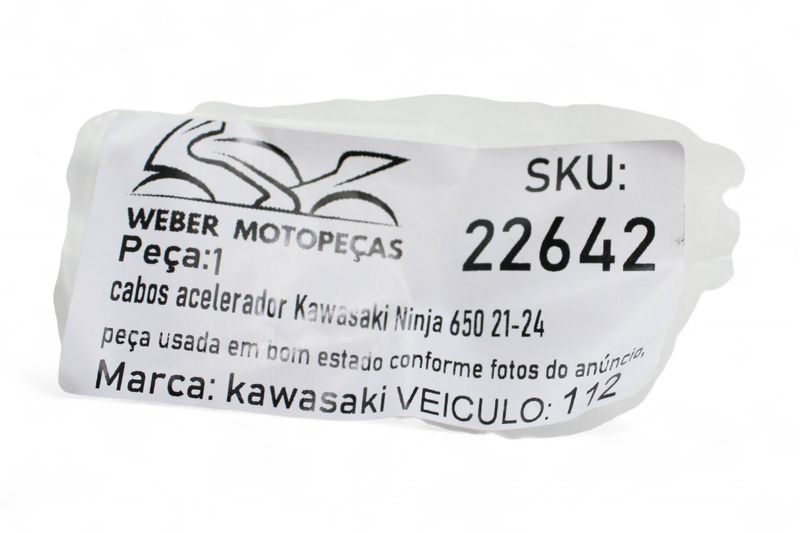 WEBER MOTOPEÇAS
SKU:
22642
Peça:1
cabos acelerador Kawasaki Ninja 650 21-24
peça usada em bom estado conforme fotos do anúncio,
Marca: kawasaki VEICULO: 112